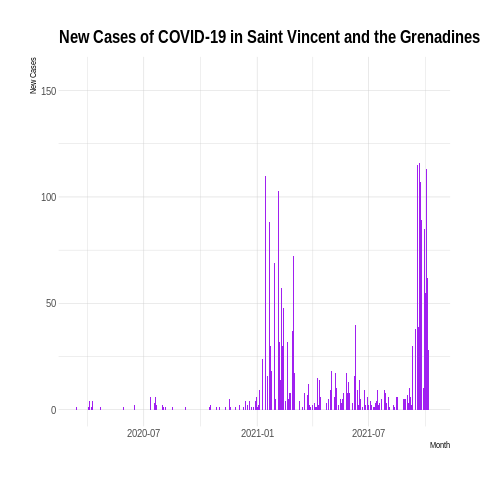 New Cases of COVID-19 in Saint Vincent and the Grenadines
New Cases
150
100
50
0
2020-07 2021-01 2021-07
Month